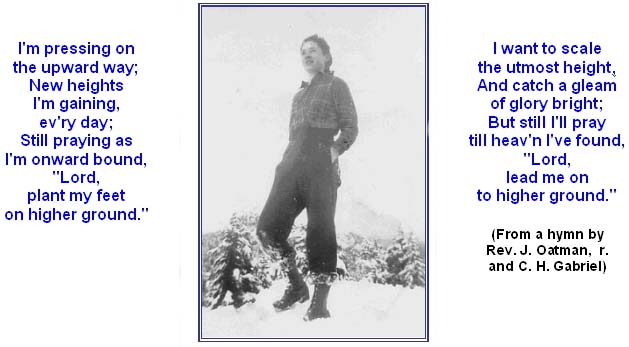 I'm pressing on
the upward way;
New heights
I'm gaining,
ev'ry day;
Still praying as
I'm onward bound,
"Lord,
plant my feet
on higher ground."
I want to scale
the utmost height,
And catch a gleam
of glory bright;
But still I'll pray
till heav'n I've found,
"Lord,
lead me on
to higher ground."
(From a hymn by
Rev. J. Oatman,  r.
and C. H. Gabriel)